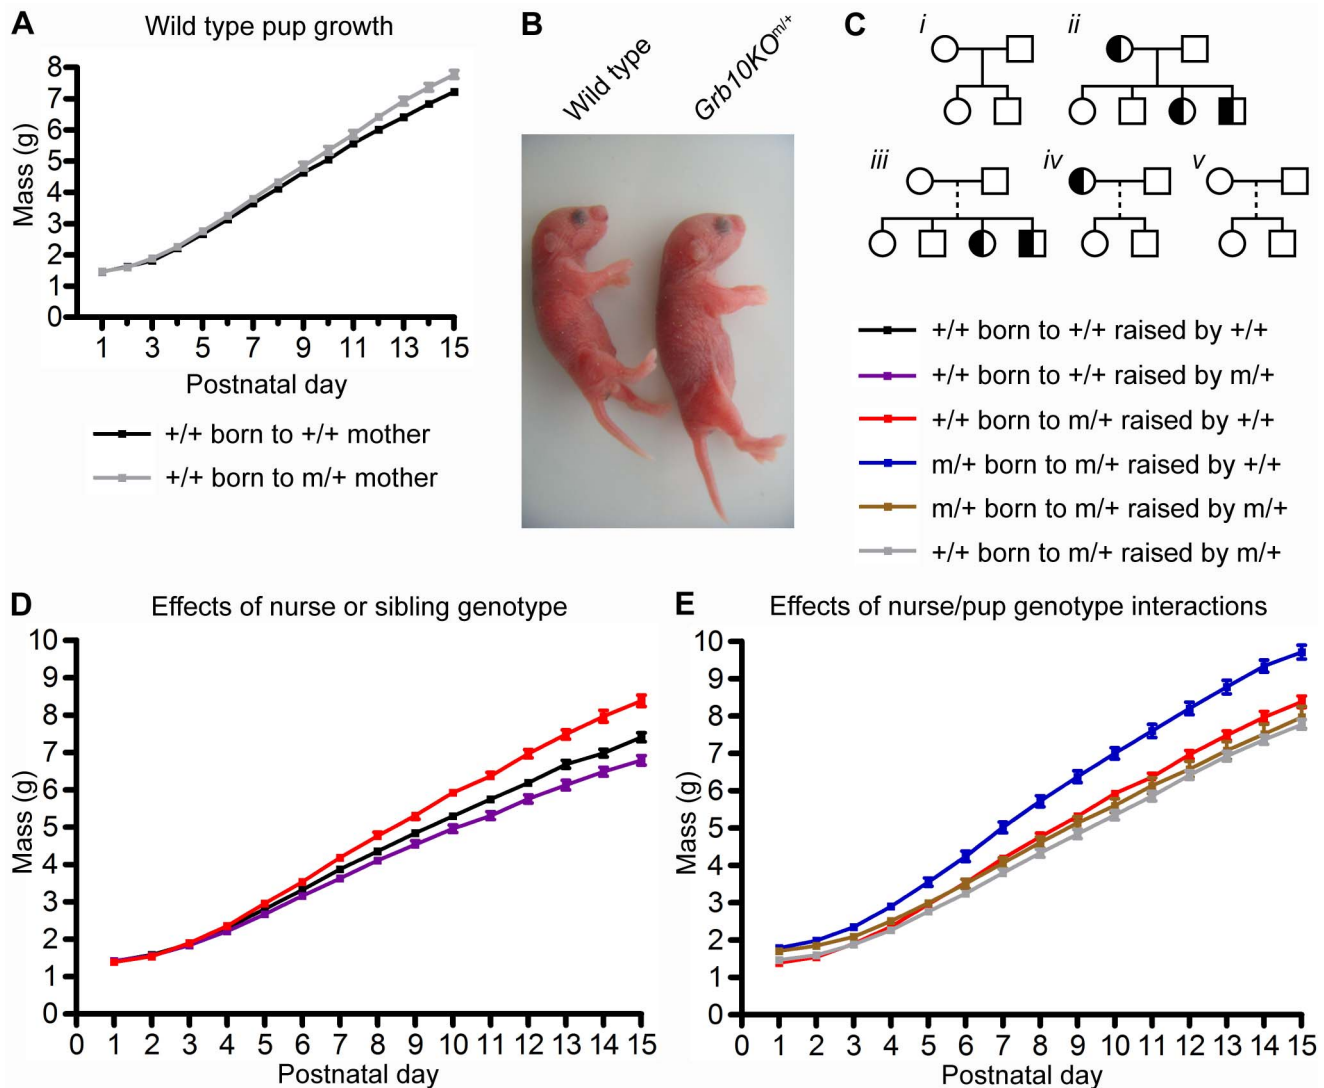 A
Wild type pup growth
8
7
6
5
4
3
2
1
0
Mass (g)
1 3 5 7 9 11 13 15
Postnatal day
+/+ born to +/+ mother
+/+ born to m/+ mother
B
Wild type
Grb10KOm/+
C
i
ii
iii
iv
v
+/+ born to +/+ raised by +/+
+/+ born to +/+ raised by m/+
+/+ born to m/+ raised by +/+
m/+ born to m/+ raised by +/+
m/+ born to m/+ raised by m/+
+/+ born to m/+ raised by m/+
D
Effects of nurse or sibling genotype
10
9
8
7
6
5
4
3
2
1
0
Mass (g)
0 1 2 3 4 5 6 7 8 9 10 11 12 13 14 15
Postnatal day
E
Effects of nurse/pup genotype interactions
10
9
8
7
6
5
4
3
2
1
0
Mass (g)
0 1 2 3 4 5 6 7 8 9 10 11 12 13 14 15
Postnatal day